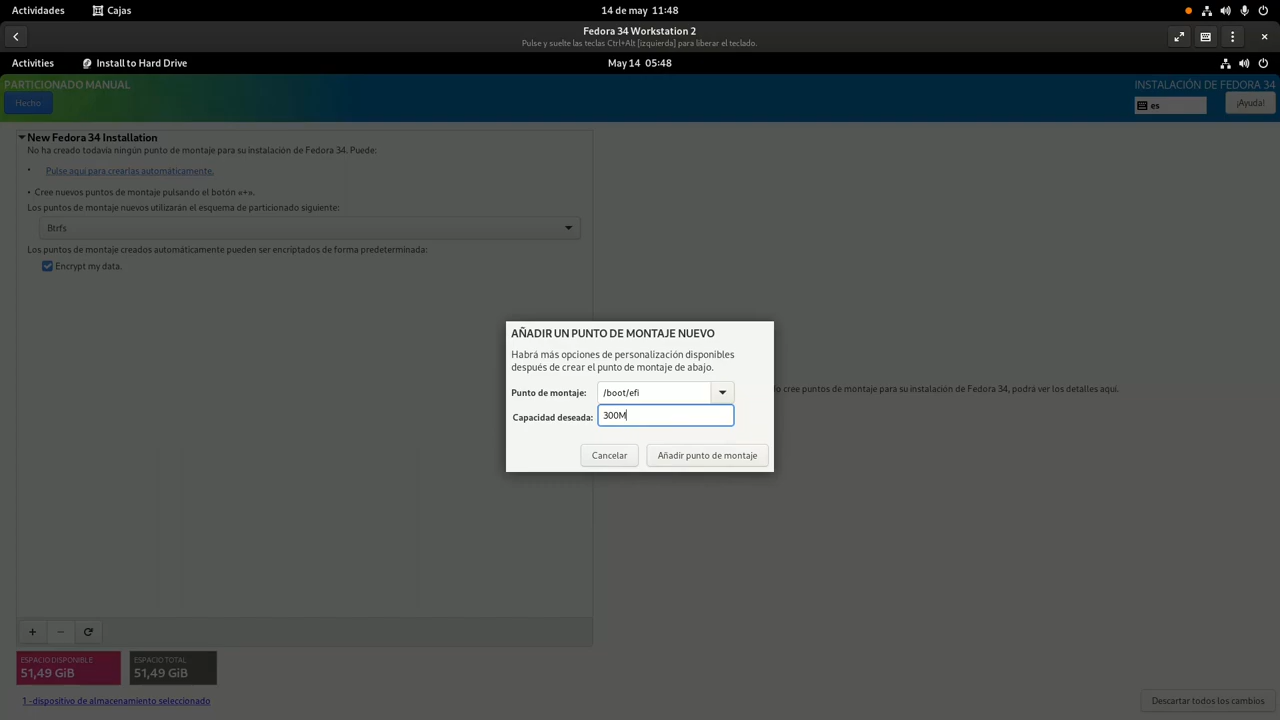 Actividades
Cajas
14 de may 11:48
Fedora 34 Workstation 2
Pulse y suelte las teclas Ctrl+Alt [izquierda] para liberar el teclado.
Activities
Install to Hard Drive
May 14 05:48
PARTICIONADO MANUAL
Hecho
INSTALACIÓN DE FEDORA 34
es
¡Ayuda!
New Fedora 34 Installation
No ha creado todavía ningún punto de montaje para su instalación de Fedora 34. Puede:
• Pulse aquí para crearlas automáticamente.
• Cree nuevos puntos de montaje pulsando el botón «+».
Los puntos de montaje nuevos utilizarán el esquema de particionado siguiente:
Btrfs
Los puntos de montaje creados automáticamente pueden ser encriptados de forma predeterminada:
Encrypt my data.
AÑADIR UN PUNTO DE MONTAJE NUEVO
Habrá más opciones de personalización disponibles
después de crear el punto de montaje de abajo.
Punto de montaje: /boot/efi
Capacidad deseada: 300M
Cancelar
Añadir punto de montaje
do cree puntos de montaje para su instalación de Fedora 34, podrá ver los detalles aquí.
ESPACIO DISPONIBLE
51,49 GiB
ESPACIO TOTAL
51,49 GiB
1 -dispositivo de almacenamiento seleccionado
Descartar todos los cambios